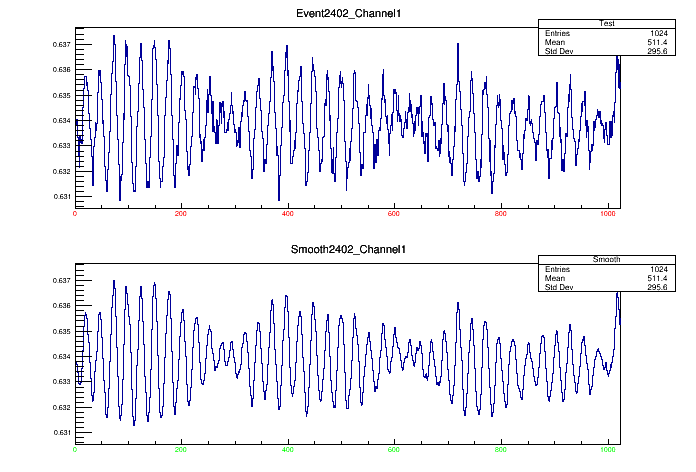 Event2402_Channel1
Test
Entries 1024
Mean 511.4
Std Dev 295.6
0.637
0.636
0.635
0.634
0.633
0.632
0.631
0 200 400 600 800 1000
Smooth2402_Channel1
Smooth
Entries 1024
Mean 511.4
Std Dev 295.6
0.637
0.636
0.635
0.634
0.633
0.632
0.631
0 200 400 600 800 1000